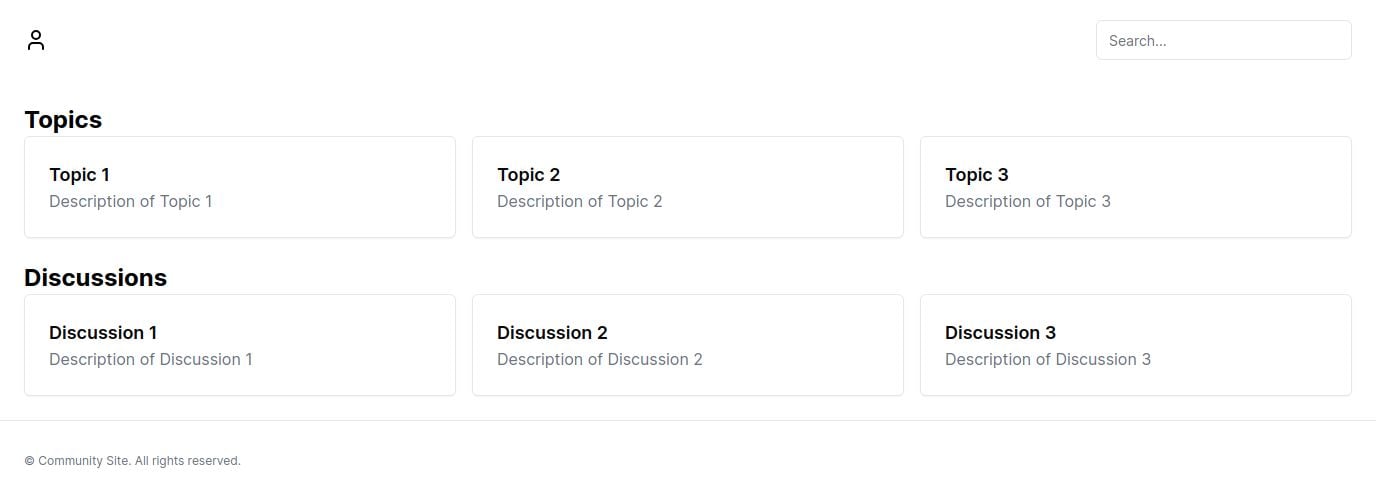 Search...
Topics
Topic 1
Description of Topic 1
Topic 2
Description of Topic 2
Topic 3
Description of Topic 3
Discussions
Discussion 1
Description of Discussion 1
Discussion 2
Description of Discussion 2
Discussion 3
Description of Discussion 3
© Community Site. All rights reserved.